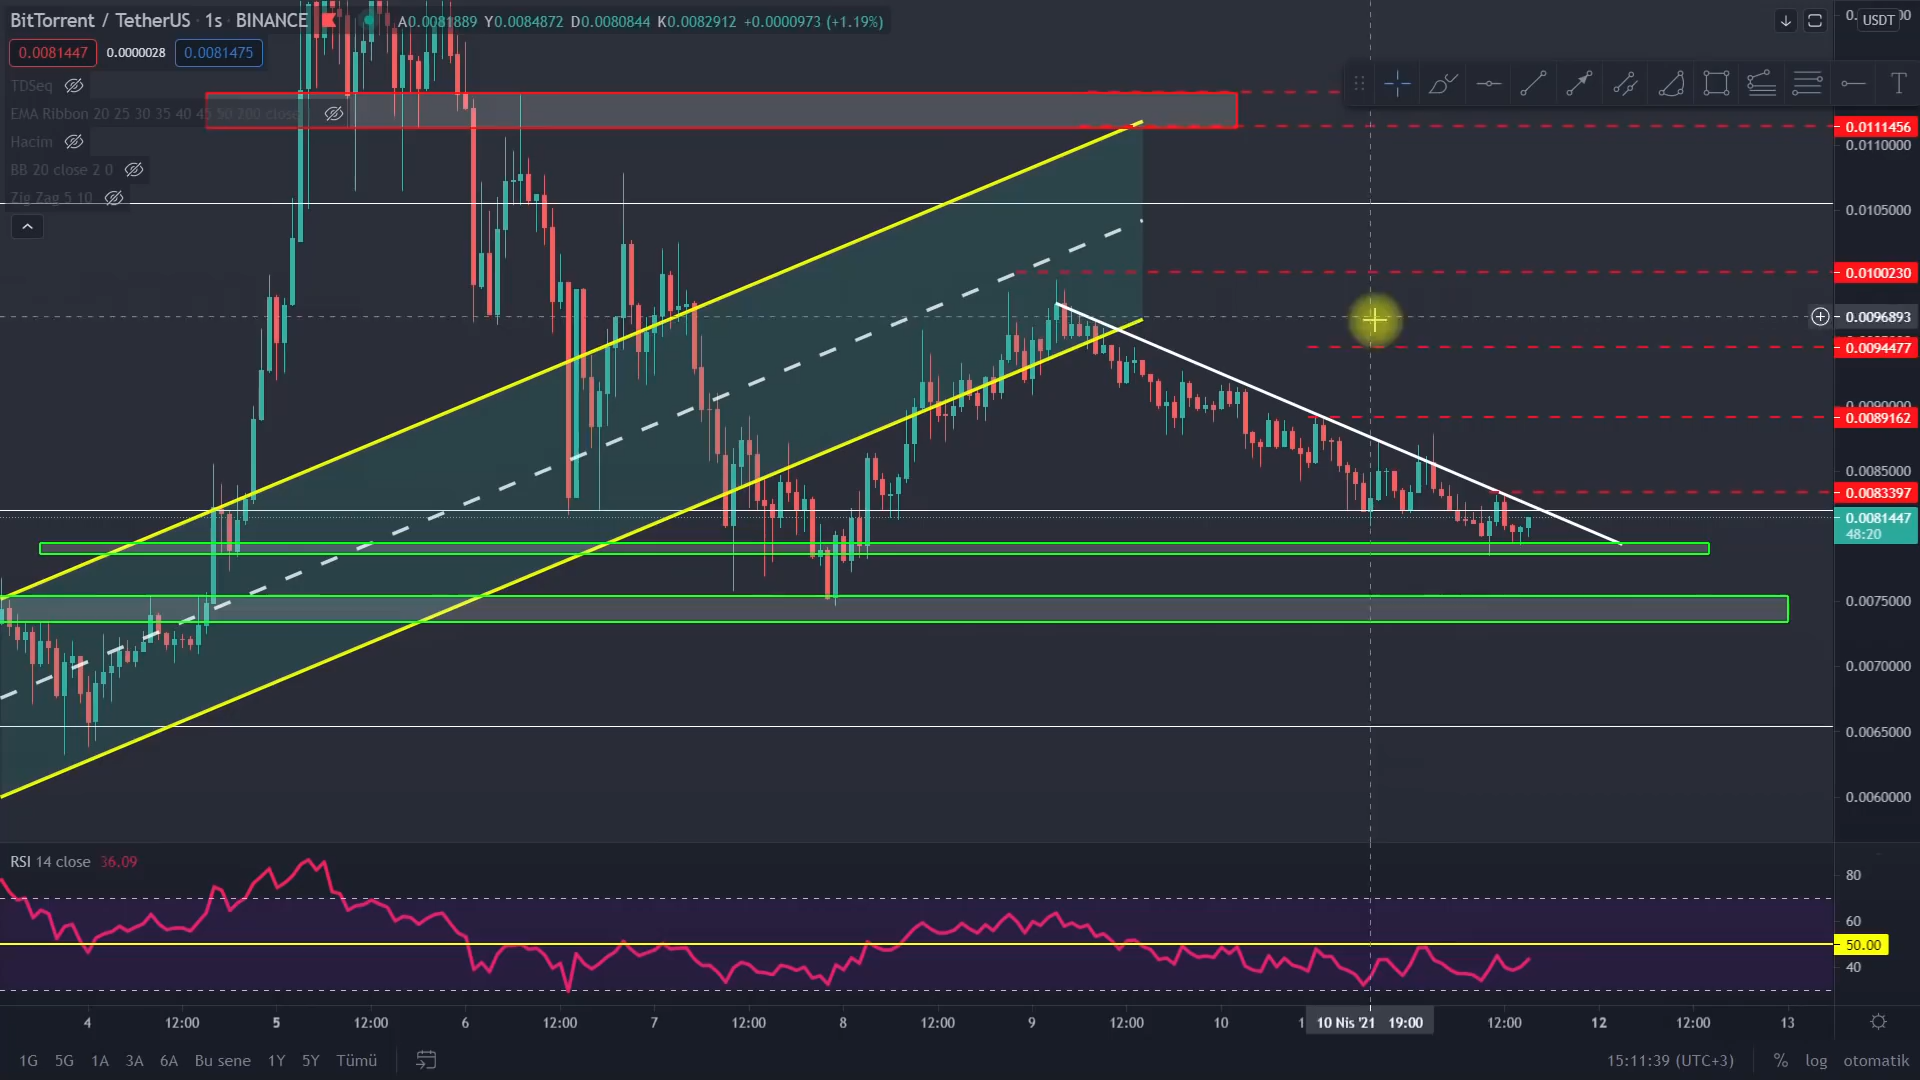 BitTorrent / TetherUS · 1s · BINANCE A0.0081889 Y0.0084872 D0.0080844 K0.0082912 +0.0000973 (+1.19%)
0.0081447 0.0000028 0.0081475
USDT
TDSeq
EMA Ribbon 20 25 30 35 40 45 50 200 close
Hacim
BB 20 close 2 0
Zig Zag 5 10
0.0111456
0.0110000
0.0105000
0.0100230
0.0096893
0.0094477
0.0090000
0.0089162
0.0085000
0.0083397
0.0081447
48:20
0.0075000
0.0070000
0.0065000
0.0060000
RSI 14 close 36.09
80
60
50.00
40
4 12:00 5 12:00 6 12:00 7 12:00 8 12:00 9 12:00 10 10 Nis '21 19:00 12:00 12 12:00 13
1G 5G 1A 3A 6A Bu sene 1Y 5Y Tümü 15:11:39 (UTC+3) % log otomatik